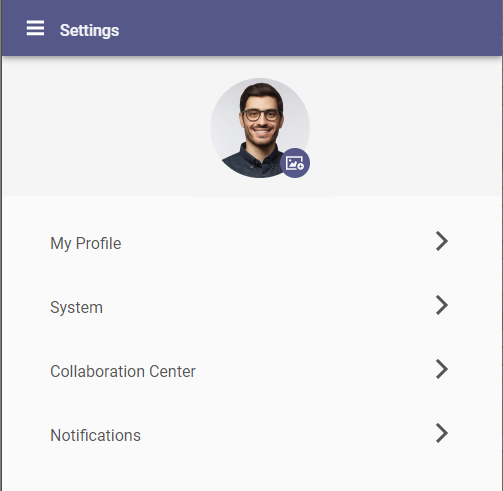 Settings
My Profile
System
Collaboration Center
Notifications